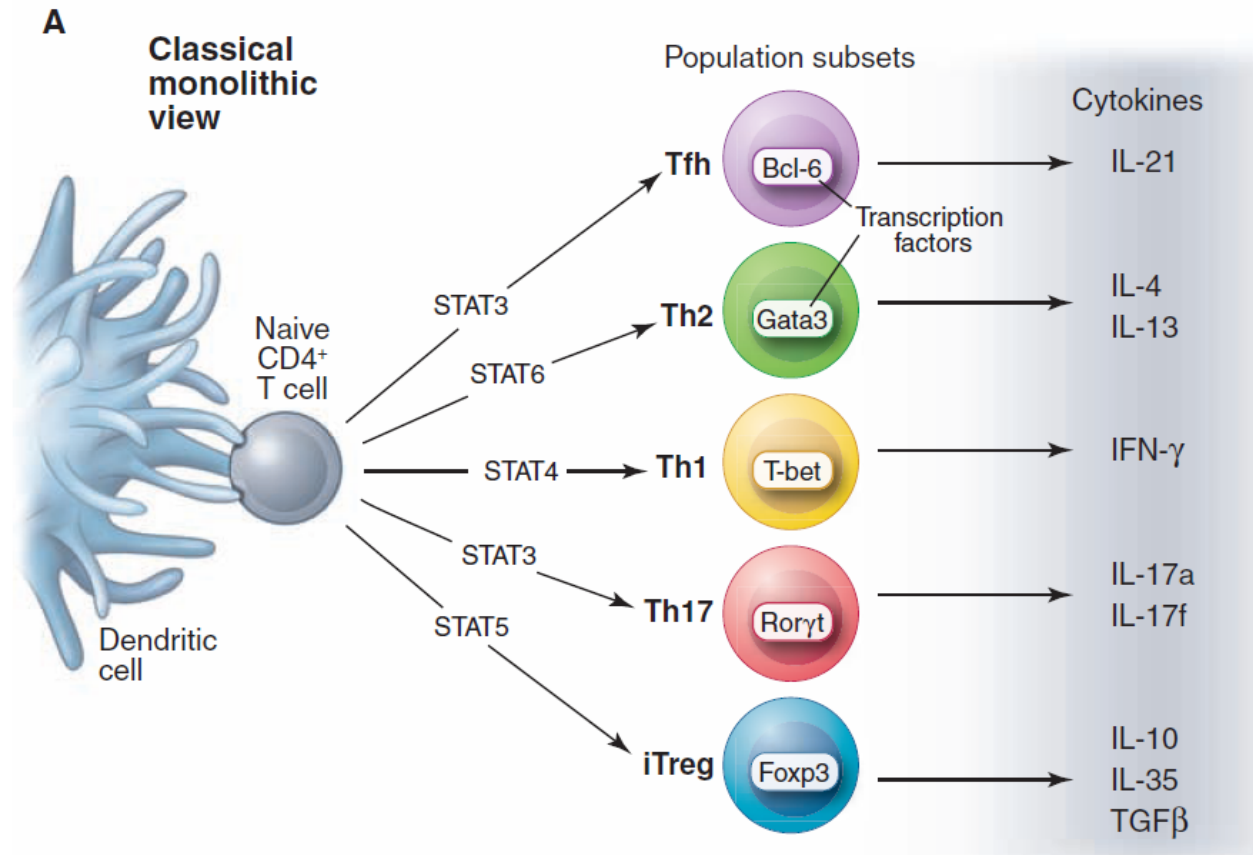 A
Classical
monolithic
view
Population subsets
Cytokines
Tfh
Bcl-6
IL-21
Transcription
factors
STAT3
Th2
Gata3
IL-4
IL-13
Naive
CD4⁺
T cell
STAT6
STAT4
Th1
T-bet
IFN-γ
STAT3
Th17
Rorγt
IL-17a
IL-17f
STAT5
Dendritic
cell
iTreg
Foxp3
IL-10
IL-35
TGFβ